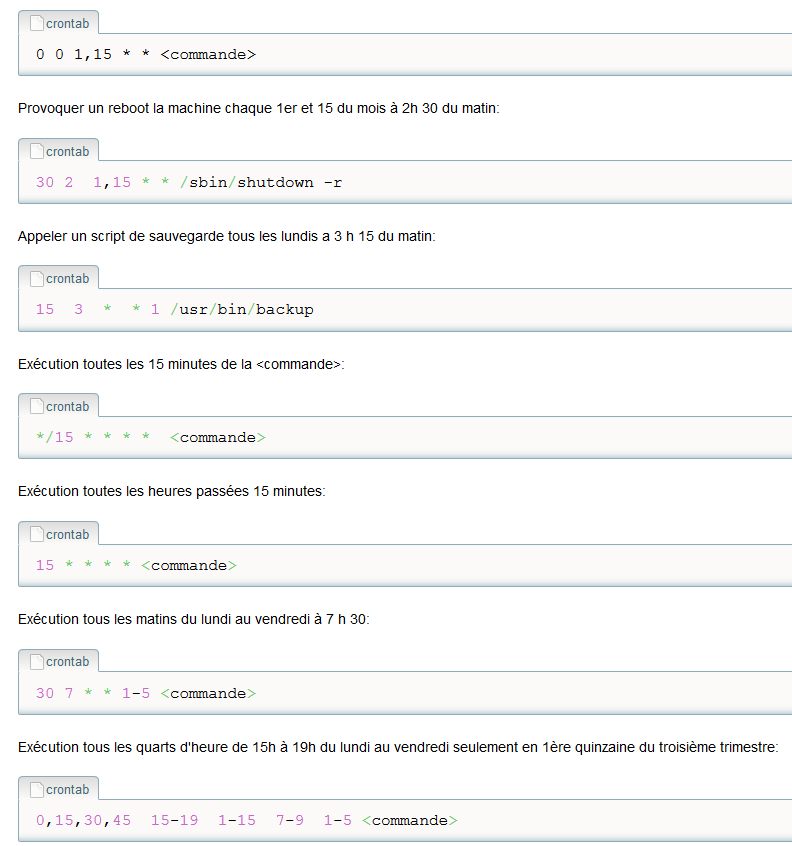 crontab
0 0 1,15 * * <commande>
Provoquer un reboot la machine chaque 1er et 15 du mois à 2h 30 du matin:
crontab
30 2  1,15 * * /sbin/shutdown -r
Appeler un script de sauvegarde tous les lundis a 3 h 15 du matin:
crontab
15  3  *  * 1 /usr/bin/backup
Exécution toutes les 15 minutes de la <commande>:
crontab
*/15 * * * *  <commande>
Exécution toutes les heures passées 15 minutes:
crontab
15 * * * * <commande>
Exécution tous les matins du lundi au vendredi à 7 h 30:
crontab
30 7 * * 1-5 <commande>
Exécution tous les quarts d'heure de 15h à 19h du lundi au vendredi seulement en 1ère quinzaine du troisième trimestre:
crontab
0,15,30,45  15-19  1-15  7-9  1-5 <commande>